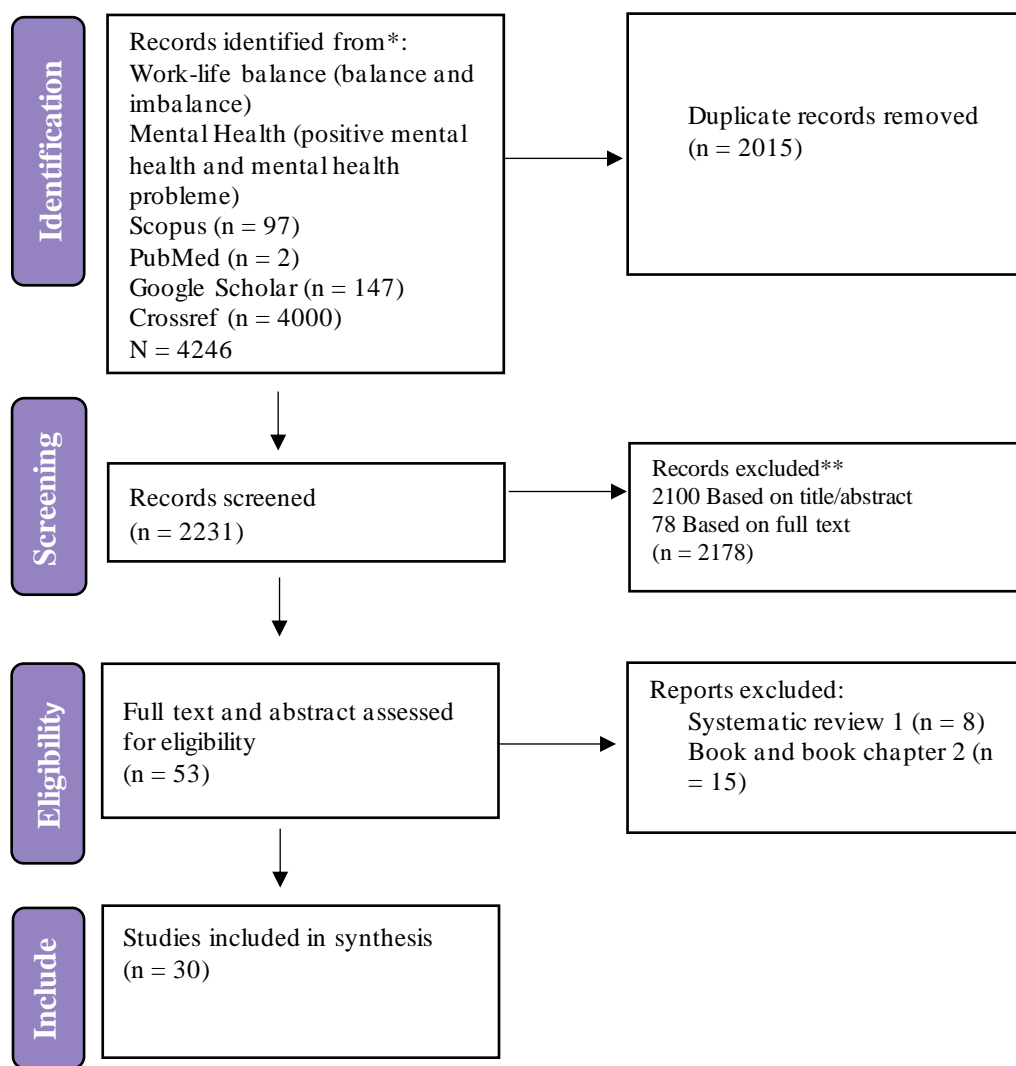 Identification
Records identified from*:
Work-life balance (balance and
imbalance)
Mental Health (positive mental
health and mental health
probleme)
Scopus (n = 97)
PubMed (n = 2)
Google Scholar (n = 147)
Crossref (n = 4000)
N = 4246
Duplicate records removed
(n = 2015)
Screening
Records screened
(n = 2231)
Records excluded**
2100 Based on title/abstract
78 Based on full text
(n = 2178)
Eligibility
Full text and abstract assessed
for eligibility
(n = 53)
Reports excluded:
Systematic review 1 (n = 8)
Book and book chapter 2 (n
= 15)
Include
Studies included in synthesis
(n = 30)